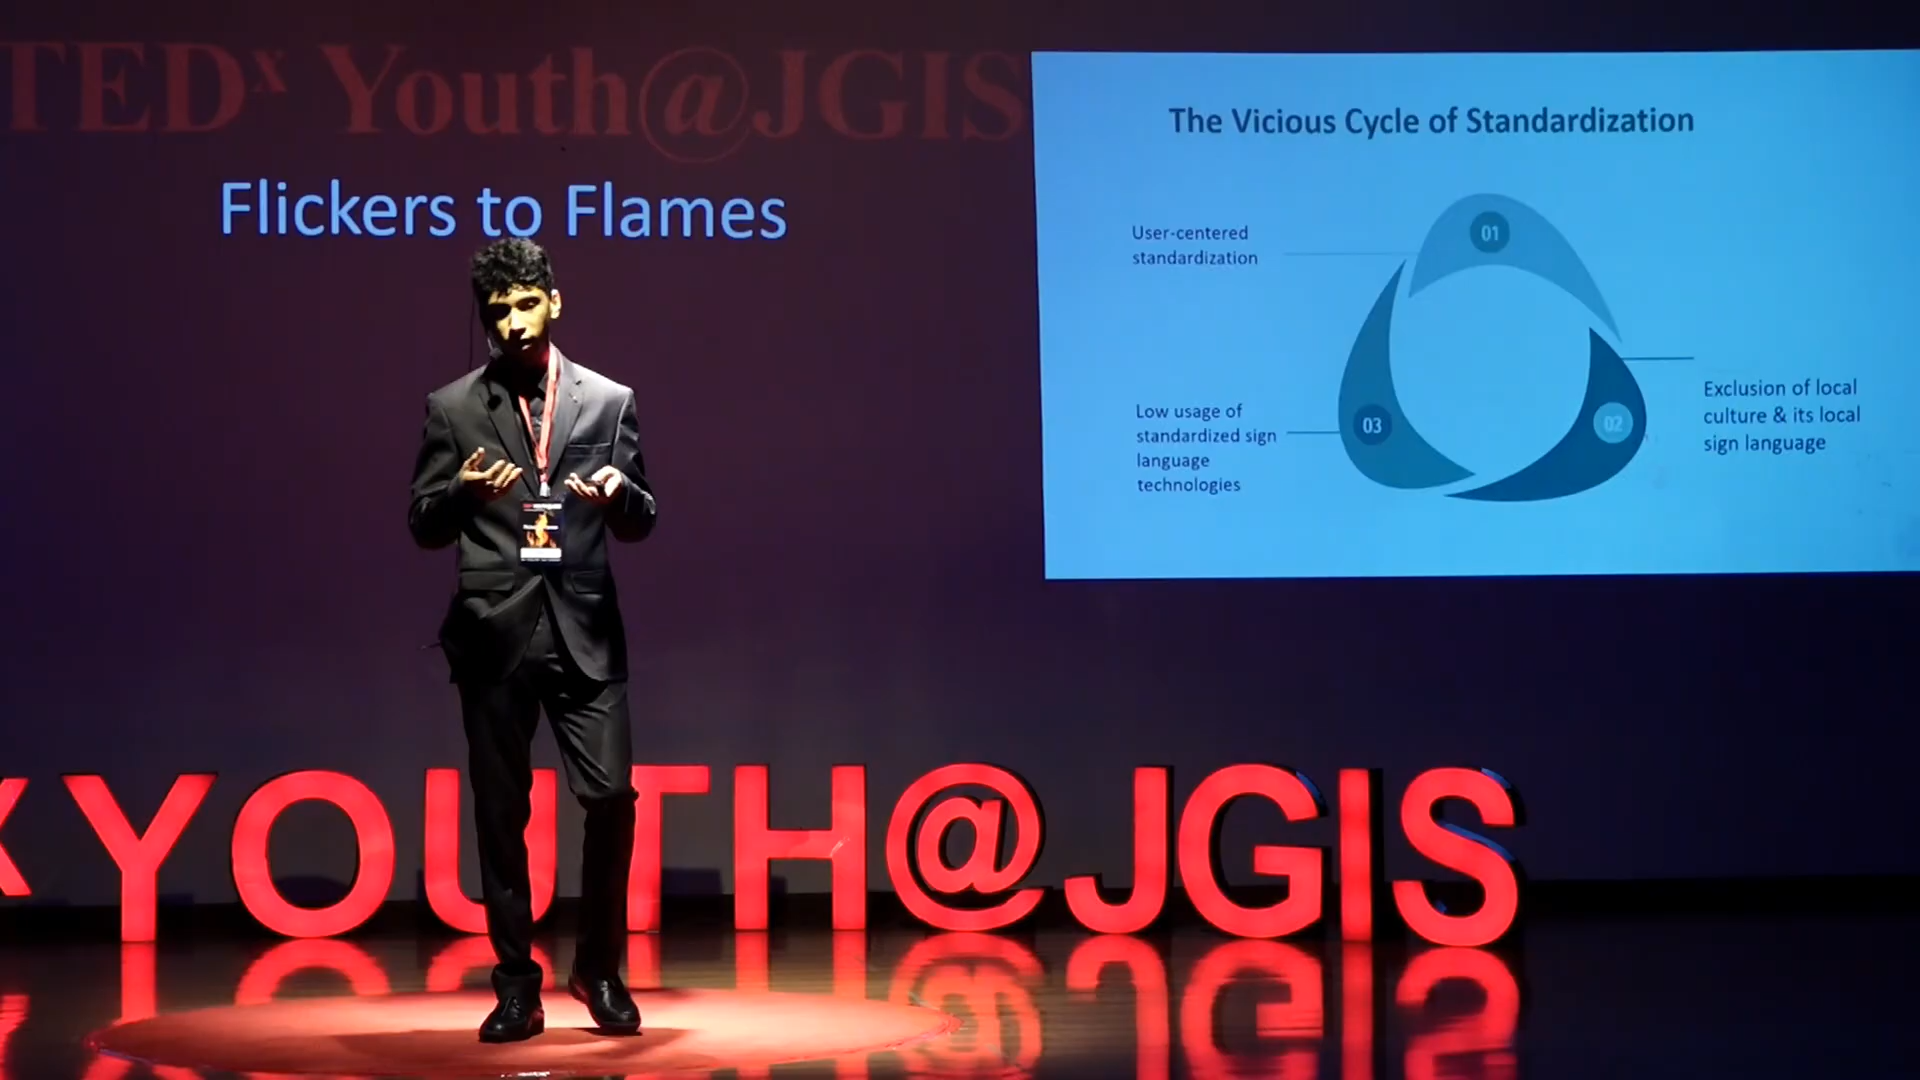 TEDx Youth@JGIS
Flickers to Flames
The Vicious Cycle of Standardization
01
User-centered
standardization
02
Exclusion of local
culture & its local
sign language
03
Low usage of
standardized sign
language
technologies
x YOUTH@JGIS